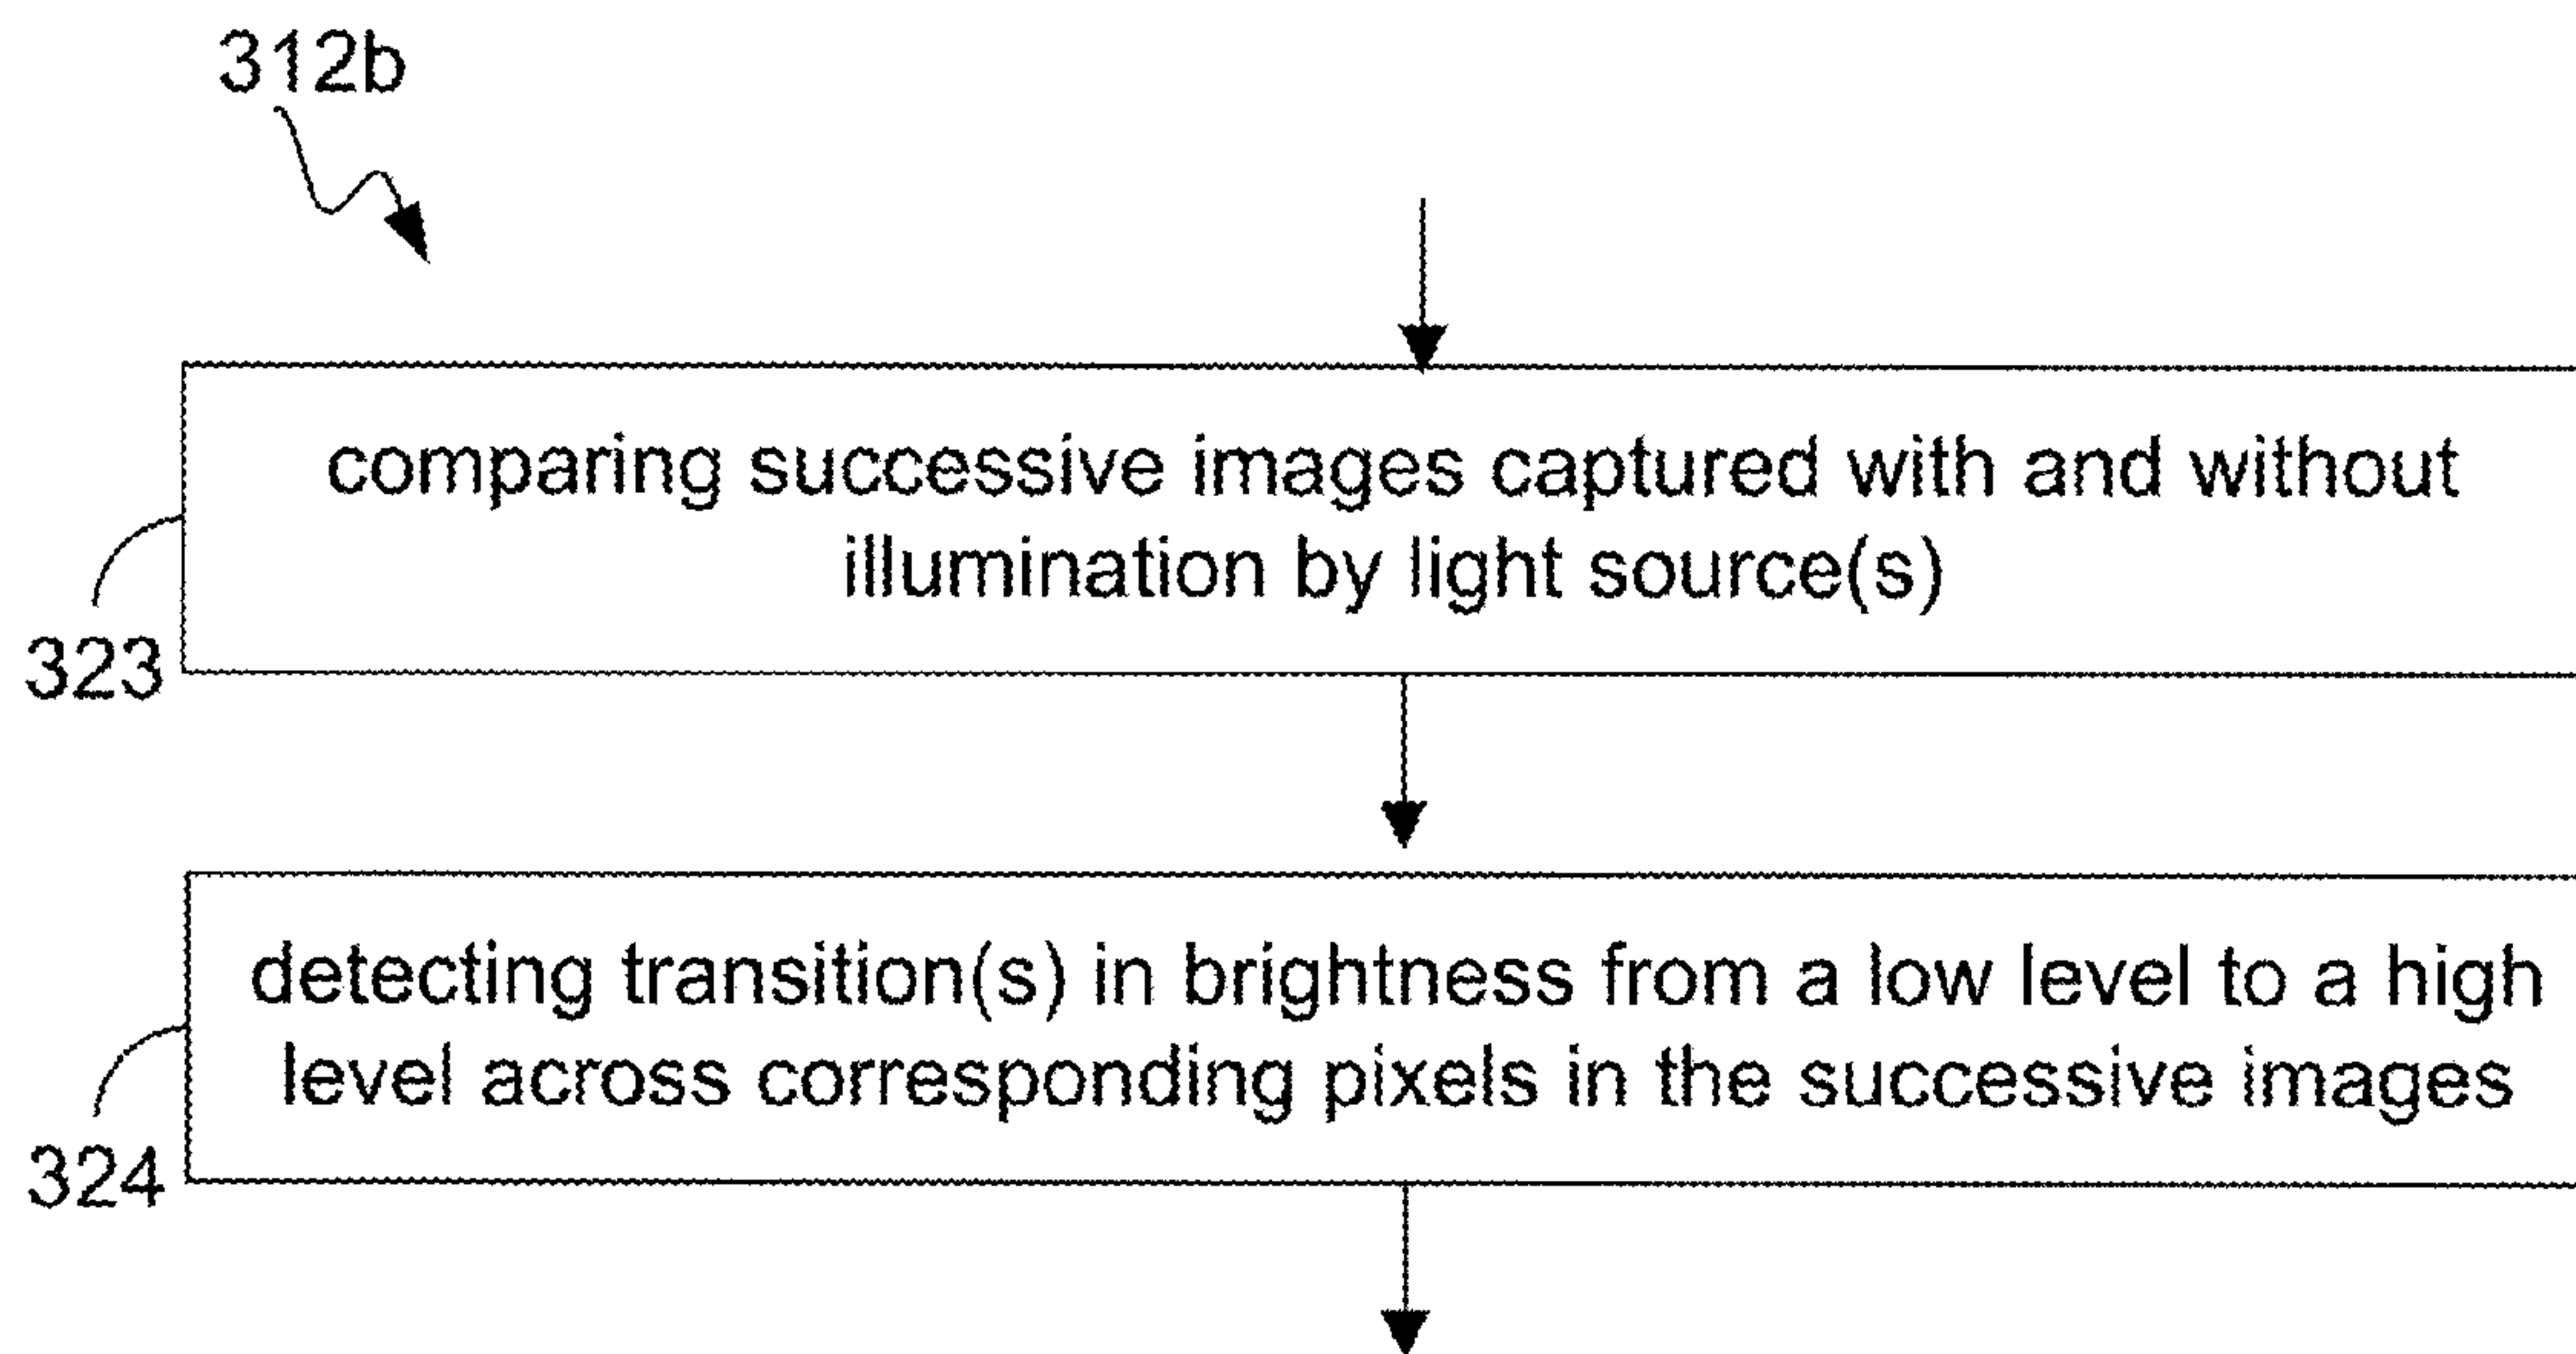 312b
comparing successive images captured with and without
illumination by light source(s)
323
detecting transition(s) in brightness from a low level to a high
level across corresponding pixels in the successive images
324